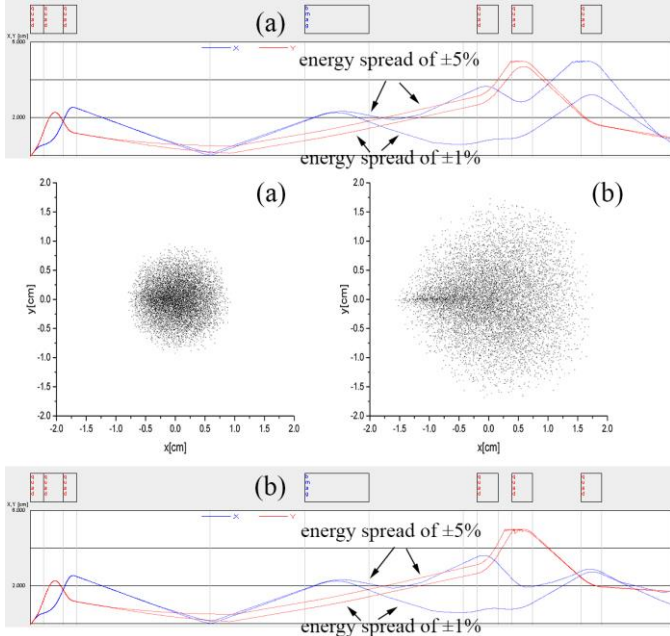 (a)
X,Y [cm]
X Y
energy spread of ±5%
2.000
energy spread of ±1%
(a) (b)
2.0 2.0
1.5 1.5
1.0 1.0
0.5 0.5
y[cm] 0.0 y[cm] 0.0
-0.5 -0.5
-1.0 -1.0
-1.5 -1.5
-2.0 -2.0
-2.0 -1.5 -1.0 -0.5 0.0 0.5 1.0 1.5 2.0 -2.0 -1.5 -1.0 -0.5 0.0 0.5 1.0 1.5 2.0
x[cm] x[cm]
(b)
X,Y [cm]
X Y
energy spread of ±5%
2.000
energy spread of ±1%